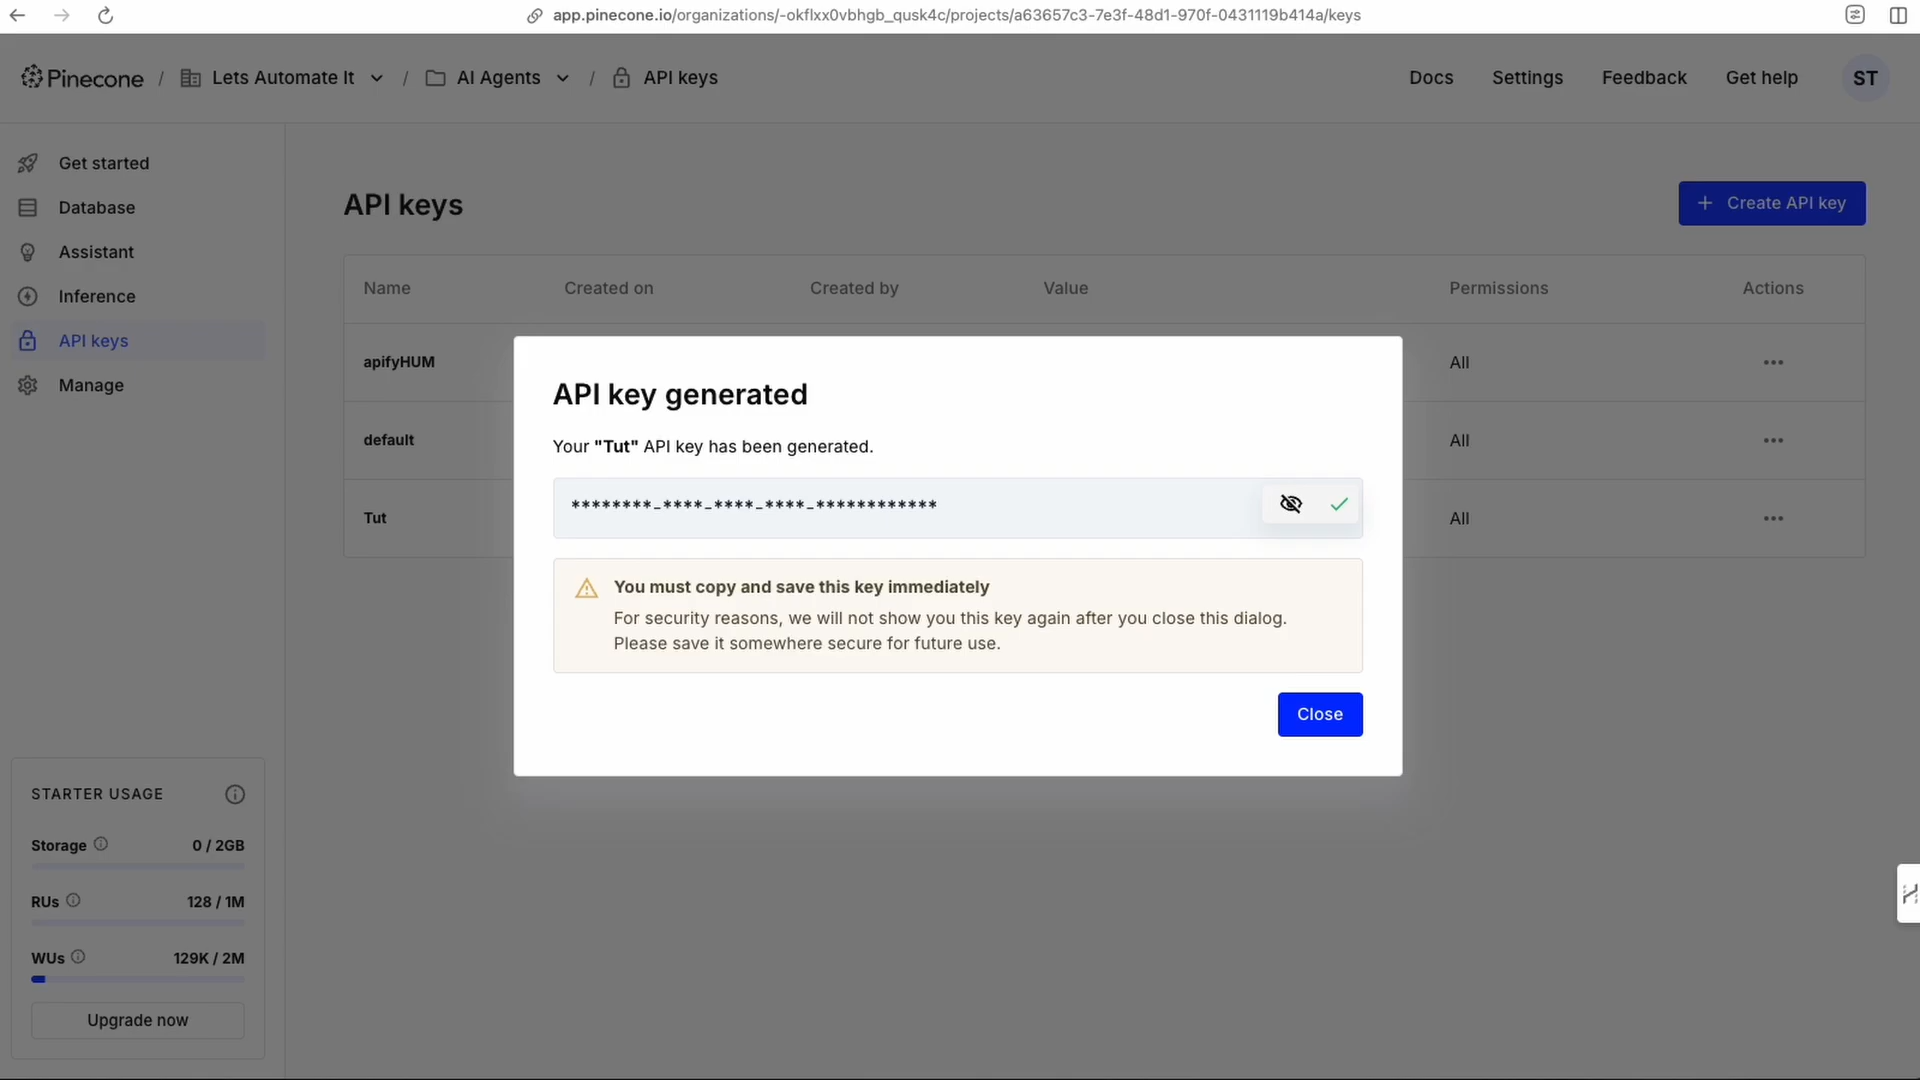 app.pinecone.io/organizations/-okflxx0vbhgb_qusk4c/projects/a63657c3-7e3f-48d1-970f-0431119b414a/keys
Pinecone / Lets Automate It / AI Agents / API keys
Docs Settings Feedback Get help ST
Get started
Database
Assistant
Inference
API keys
Manage
API keys
+ Create API key
Name Created on Created by Value Permissions Actions
apifyHUM All
default All
Tut All
API key generated
Your "Tut" API key has been generated.
********-****-****-****-************
You must copy and save this key immediately
For security reasons, we will not show you this key again after you close this dialog.
Please save it somewhere secure for future use.
Close
STARTER USAGE
Storage 0 / 2GB
RUs 128 / 1M
WUs 129K / 2M
Upgrade now